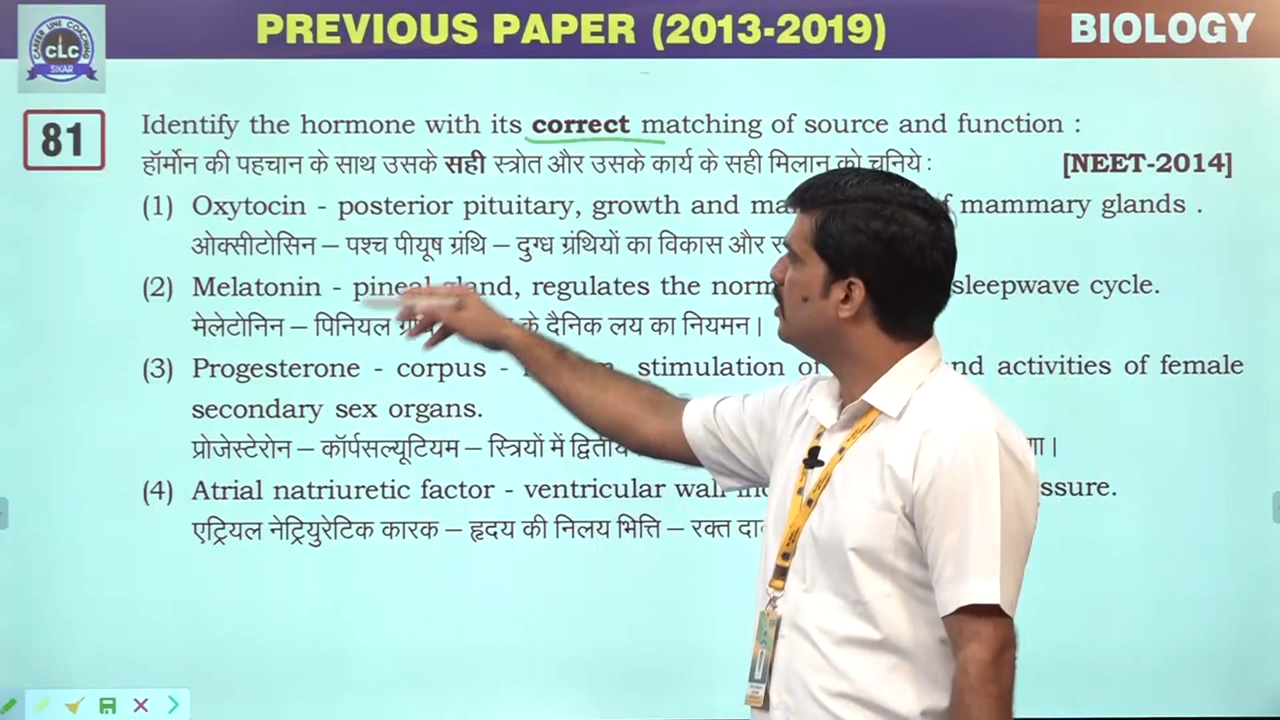 PREVIOUS PAPER (2013-2019)
BIOLOGY
CAREER LINE COACHING
CLC
SIKAR
81
Identify the hormone with its correct matching of source and function :
हॉर्मोन की पहचान के साथ उसके सही स्त्रोत और उसके कार्य के सही मिलान को चुनिये :
[NEET-2014]
(1) Oxytocin - posterior pituitary, growth and mammary glands .
ओक्सीटोसिन – पश्च पीयूष ग्रंथि – दुग्ध ग्रंथियों का विकास और
(2) Melatonin - pineal gland, regulates the norm sleepwave cycle.
मेलेटोनिन – पिनियल के दैनिक लय का नियमन।
(3) Progesterone - corpus - stimulation of activities of female
secondary sex organs.
प्रोजेस्टेरोन – कॉर्पसल्यूटियम – स्त्रियों में
(4) Atrial natriuretic factor - ventricular wall
एट्रियल नेट्रियुरेटिक कारक – हृदय की निलय भित्ति – रक्त